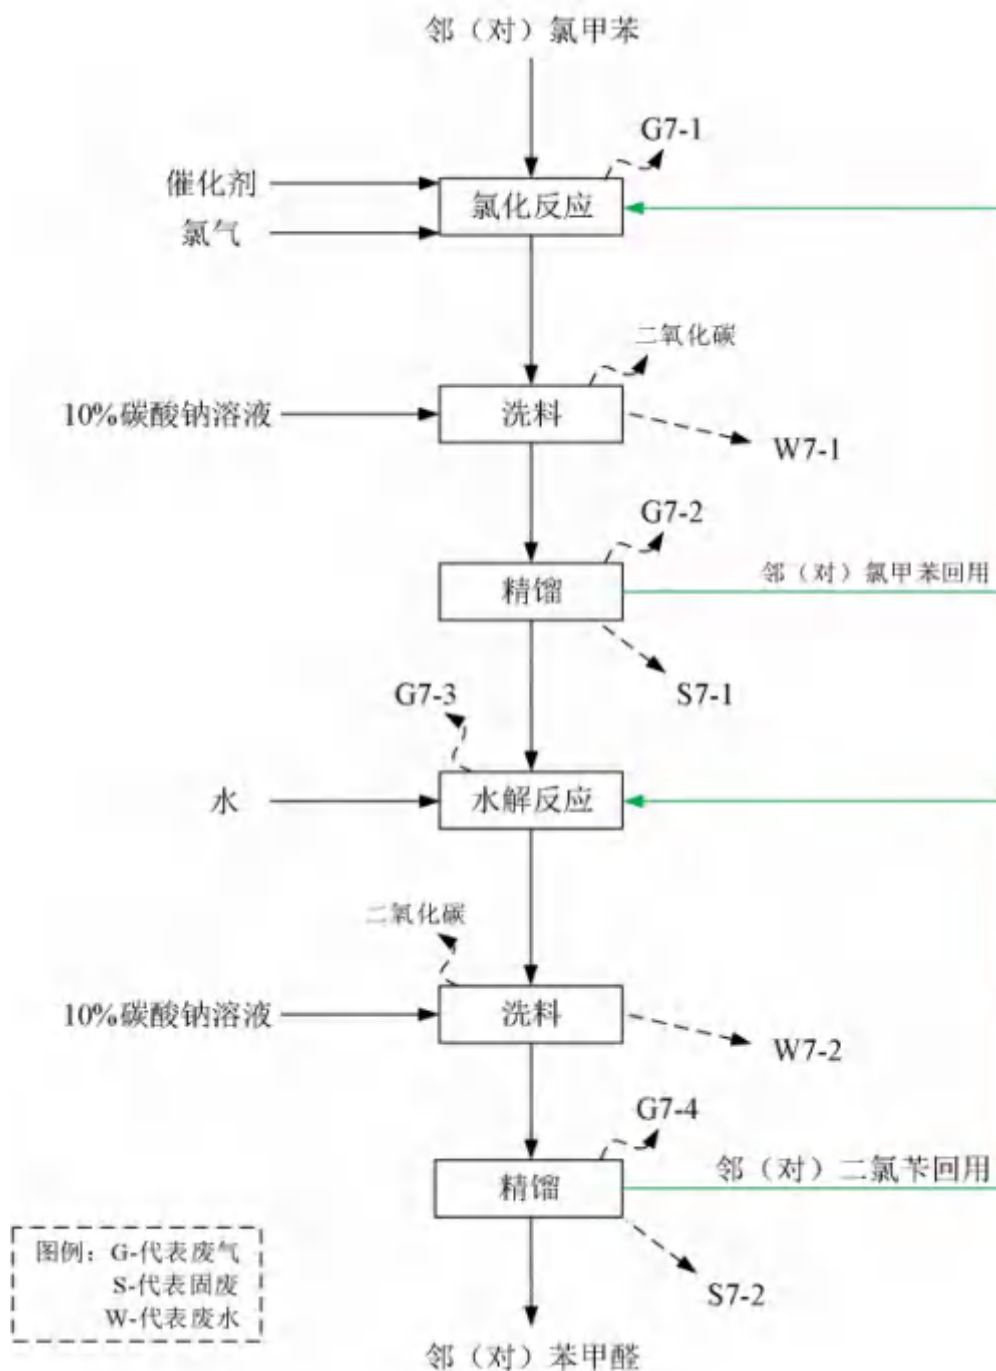 邻（对）氯甲苯
G7-1
催化剂
氯化反应
氯气
二氧化碳
10%碳酸钠溶液
洗料
W7-1
G7-2
精馏
邻（对）氯甲苯回用
S7-1
G7-3
水
水解反应
二氧化碳
10%碳酸钠溶液
洗料
W7-2
G7-4
精馏
邻（对）二氯苄回用
图例：G-代表废气
S-代表固废
W-代表废水
S7-2
邻（对）苯甲醛